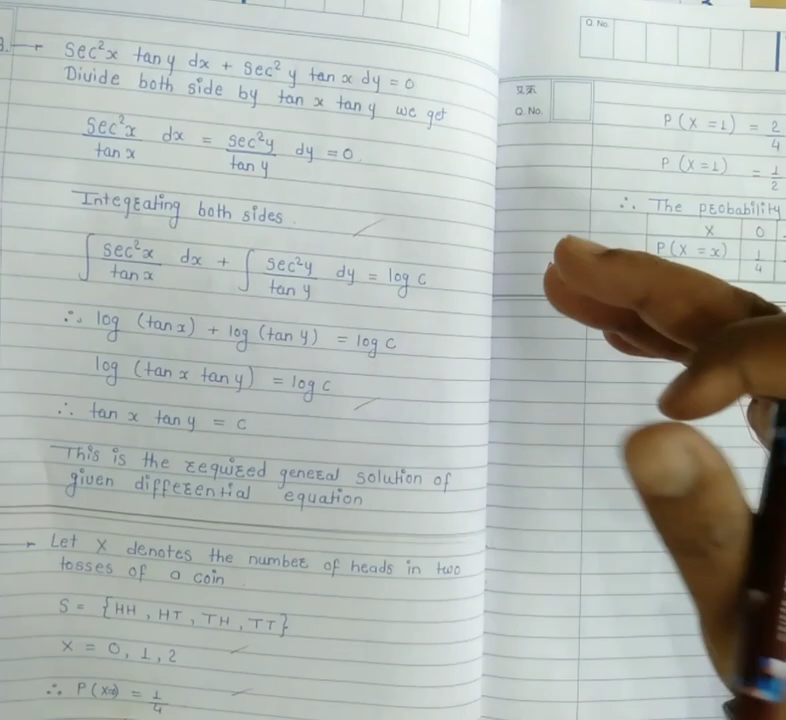 sec²x tan y dx + sec² y tan x dy = 0
Divide both side by tan x tan y we get
sec²x/tan x dx = sec²y/tan y dy = 0
Integrating both sides
∫ sec²x/tan x dx + ∫ sec²y/tan y dy = log c
∴ log (tan x) + log (tan y) = log c
log (tan x tan y) = log c
∴ tan x tan y = c
This is the required general solution of
given differential equation
Let X denotes the number of heads in two
tosses of a coin
S = {HH, HT, TH, TT}
X = 0, 1, 2
∴ P(X=0) = 1/4
Q. No.
Q. No.
P(X=1) = 2/4
P(X=1) = 1/2
∴ The probability
X 0
P(X=x) 1/4